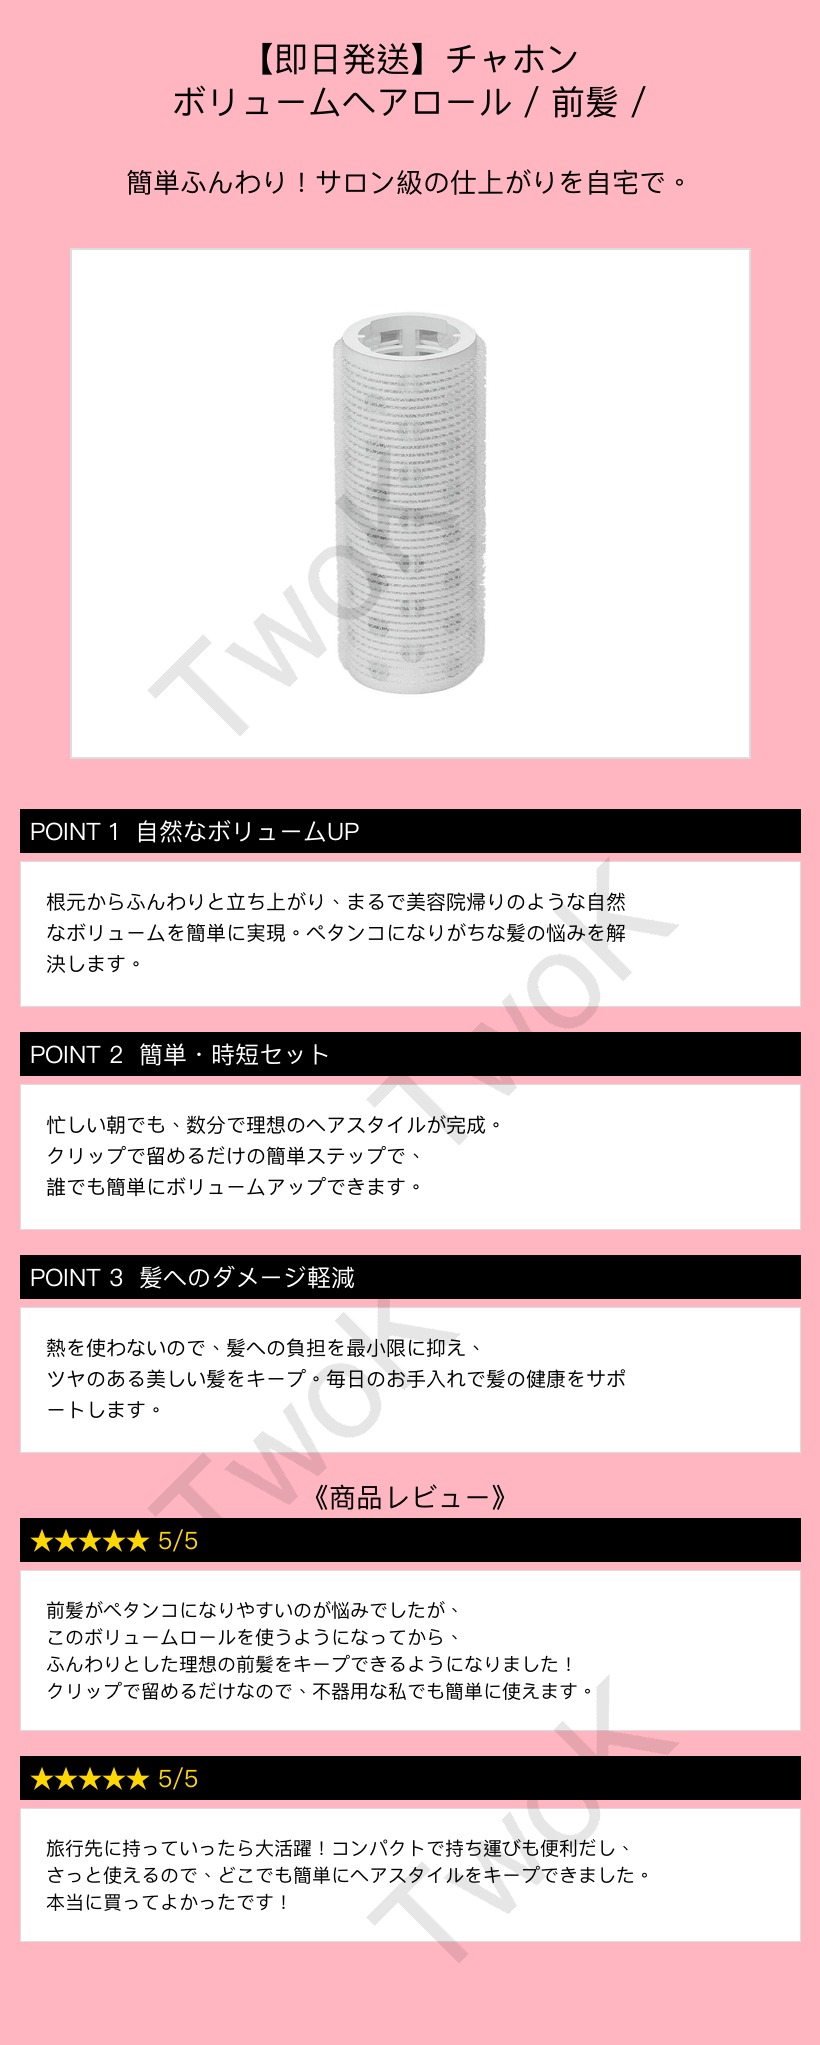 【即日発送】チャホン
ボリュームヘアロール / 前髪 /
簡単ふんわり！サロン級の仕上がりを自宅で。
TwoK
POINT 1 自然なボリュームUP
根元からふんわりと立ち上がり、まるで美容院帰りのような自然
なボリュームを簡単に実現。ペタンコになりがちな髪の悩みを解
決します。
TwoK
POINT 2 簡単・時短セット
忙しい朝でも、数分で理想のヘアスタイルが完成。
クリップで留めるだけの簡単ステップで、
誰でも簡単にボリュームアップできます。
POINT 3 髪へのダメージ軽減
熱を使わないので、髪への負担を最小限に抑え、
ツヤのある美しい髪をキープ。毎日のお手入れで髪の健康をサポ
ートします。
TwoK
《商品レビュー》
★★★★★ 5/5
前髪がペタンコになりやすいのが悩みでしたが、
このボリュームロールを使うようになってから、
ふんわりとした理想の前髪をキープできるようになりました！
クリップで留めるだけなので、不器用な私でも簡単に使えます。
★★★★★ 5/5
旅行先に持っていったら大活躍！コンパクトで持ち運びも便利だし、
さっと使えるので、どこでも簡単にヘアスタイルをキープできました。
本当に買ってよかったです！
TwoK